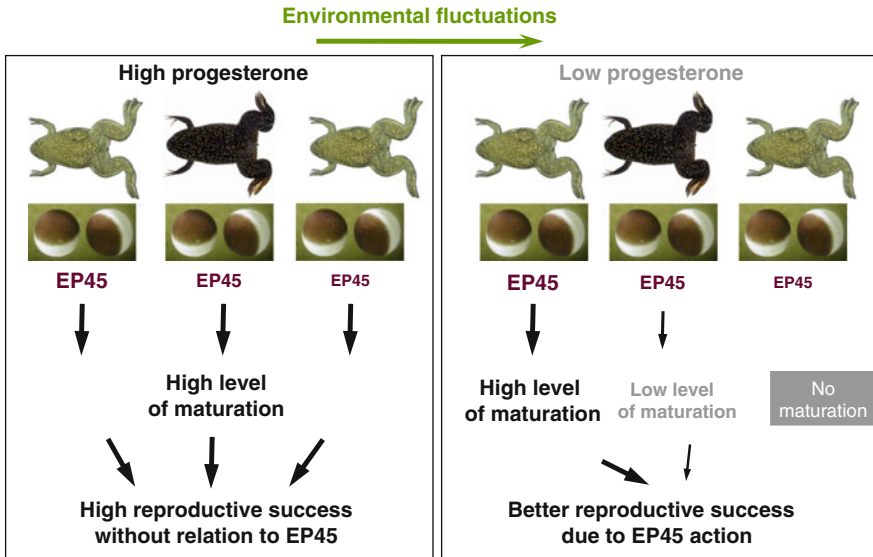 Environmental fluctuations
High progesterone
EP45
EP45
EP45
High level
of maturation
High reproductive success
without relation to EP45
Low progesterone
EP45
EP45
EP45
High level
of maturation
Low level
of maturation
No
maturation
Better reproductive success
due to EP45 action